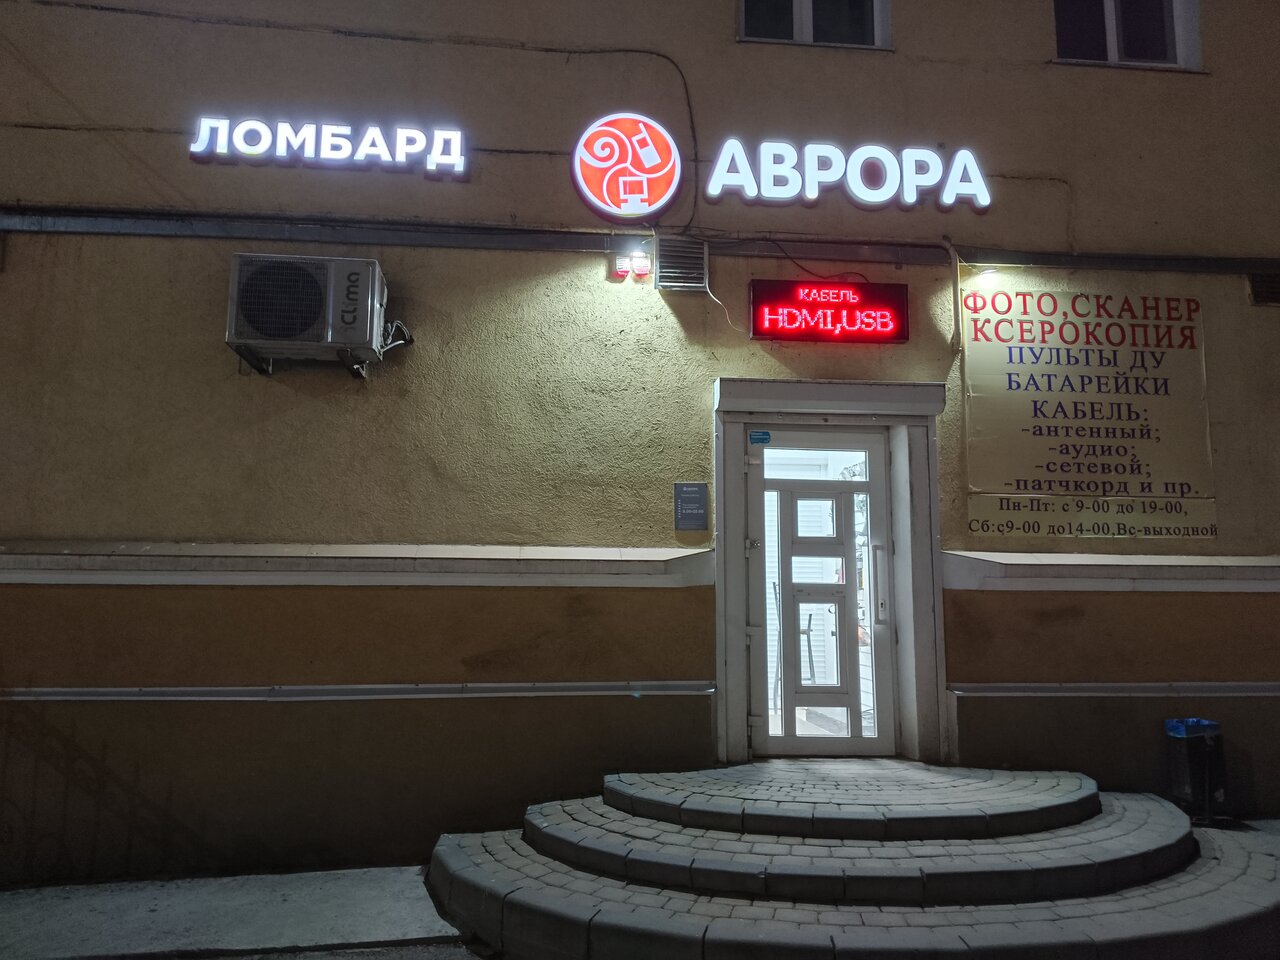 ЛОМБАРД
АВРОРА
Clima
КАБЕЛЬ
HDMI,USB
ФОТО,СКАНЕР
КСЕРОКОПИЯ
ПУЛЬТЫ ДУ
БАТАРЕЙКИ
КАБЕЛЬ:
-антенный;
-аудио;
-сетевой;
-патчкорд и пр.
Пн-Пт: с 9-00 до 19-00,
Сб:с9-00 до14-00,Вс-выходной